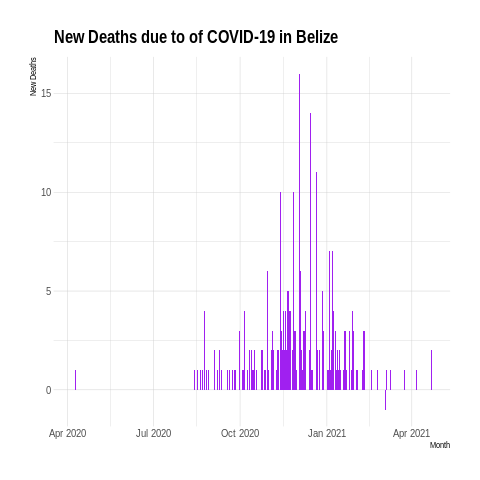 New Deaths due to of COVID-19 in Belize
New Deaths
15
10
5
0
Apr 2020 Jul 2020 Oct 2020 Jan 2021 Apr 2021
Month